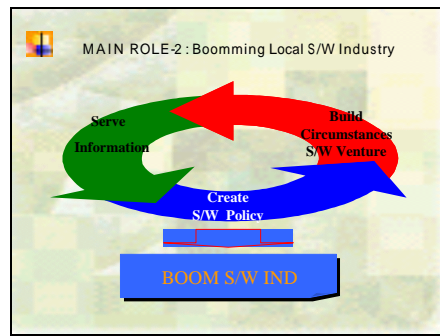 MAIN ROLE-2 : Boomming Local S/W Industry
Serve
Information
Build
Circumstances
S/W Venture
Create
S/W Policy
BOOM S/W IND